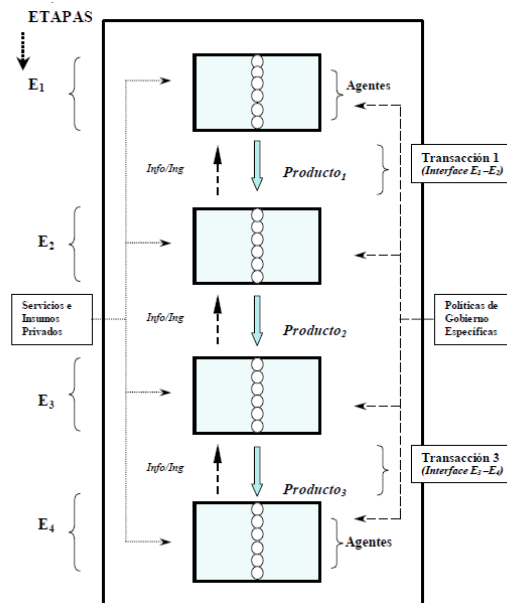 ETAPAS
E1
Agentes
Info/Ing
Producto1
Transacción 1
(Interface E1 –E2)
E2
Servicios e
Insumos
Privados
Info/Ing
Producto2
Políticas de
Gobierno
Específicas
E3
Info/Ing
Producto3
Transacción 3
(Interface E3 –E4)
E4
Agentes